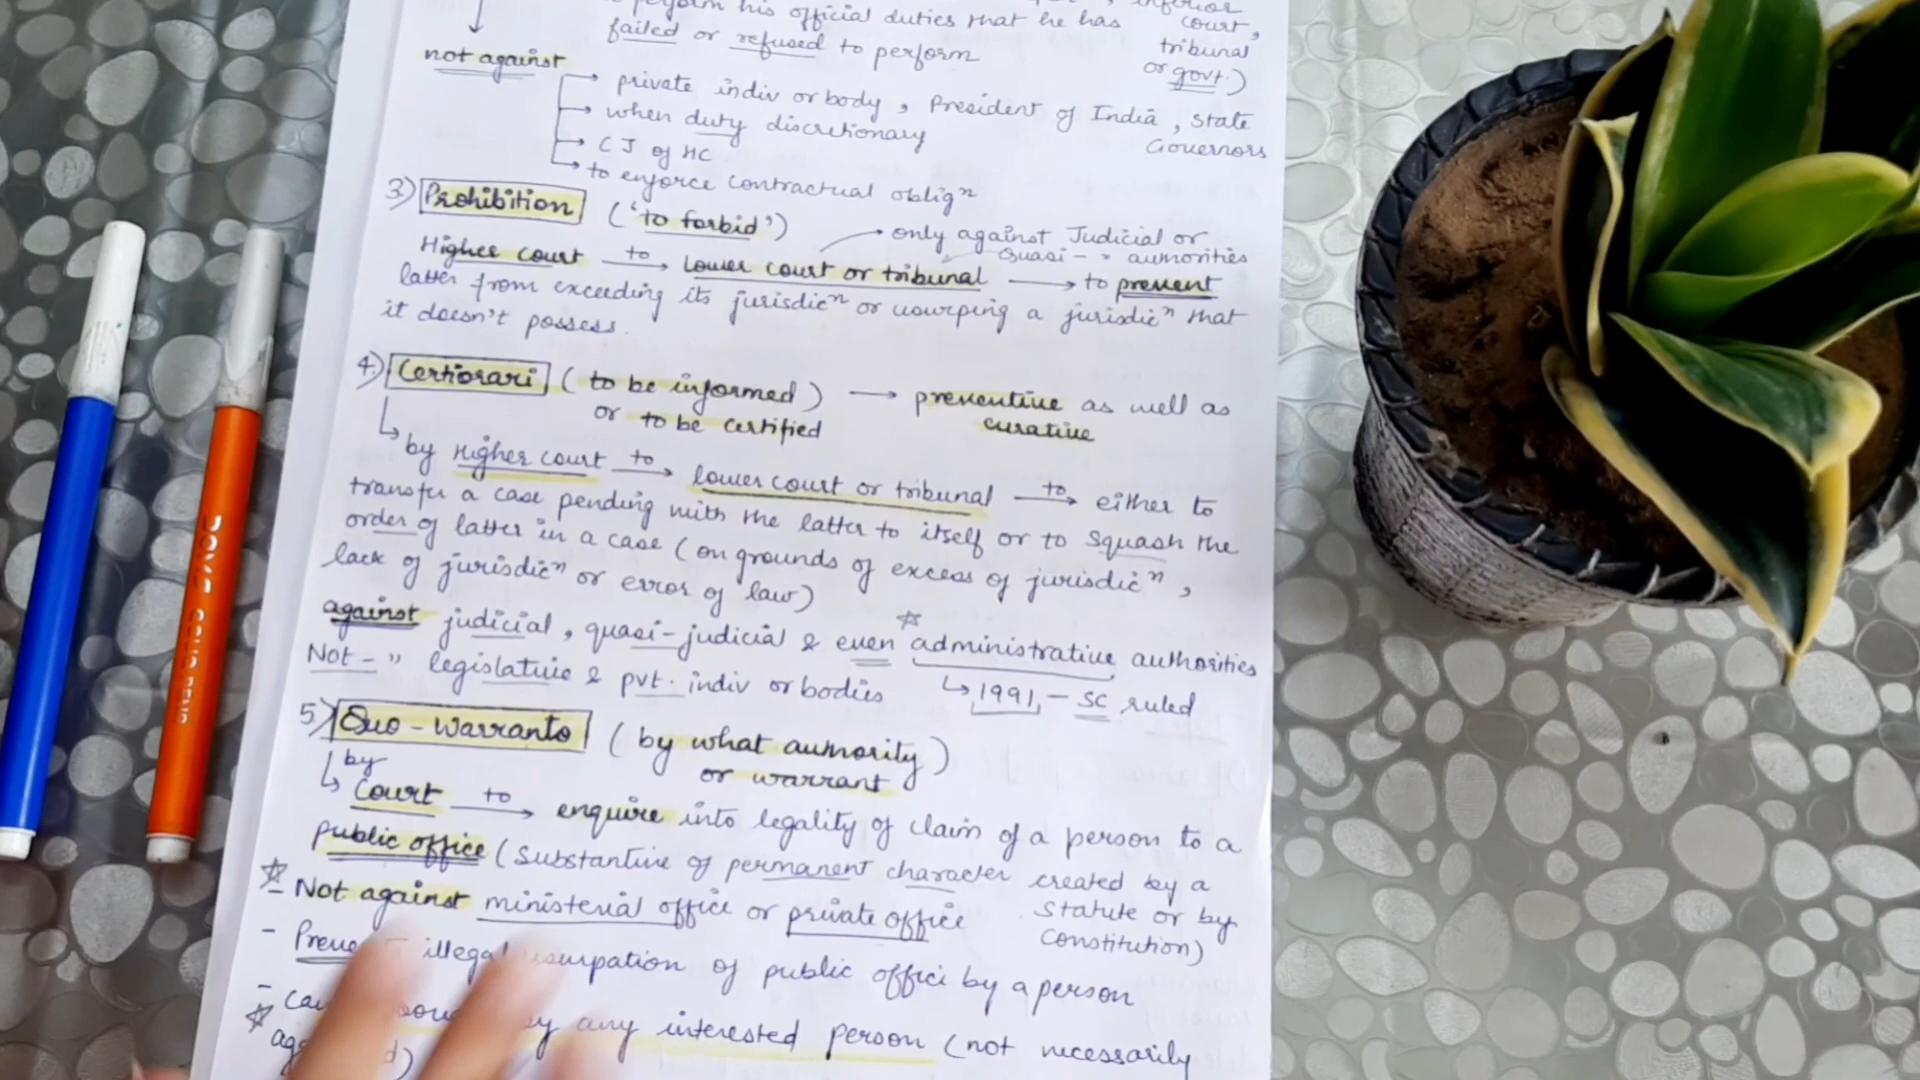 perform his official duties that he has
inferior
court,
failed or refused to perform
tribunal
or govt.)
not against
private indiv or body, President of India, state
Governors
when duty discretionary
CJ of HC
to enforce contractual obligⁿ
3) Prohibition ('to forbid')
only against Judicial or
Quasi- " authorities
Higher court to Lower court or tribunal to prevent
latter from exceeding its jurisdicⁿ or usurping a jurisdicⁿ that
it doesn't possess.
4) Certiorari (to be informed) preventive as well as
or to be certified curative
by Higher court to lower court or tribunal to either to
transfer a case pending with the latter to itself or to squash the
order of latter in a case (on grounds of excess of jurisdicⁿ,
lack of jurisdicⁿ or error of law)
against judicial, quasi-judicial & even administrative authorities
Not - " legislature & pvt. indiv or bodies 1991 - SC ruled
5) Quo-Warranto (by what authority)
or warrant
by
Court to enquire into legality of claim of a person to a
public office (Substantive of permanent character created by a
Statute or by
Constitution)
- Not against ministerial office or private office
- illegal usurpation of public office by a person
- by any interested person (not necessarily